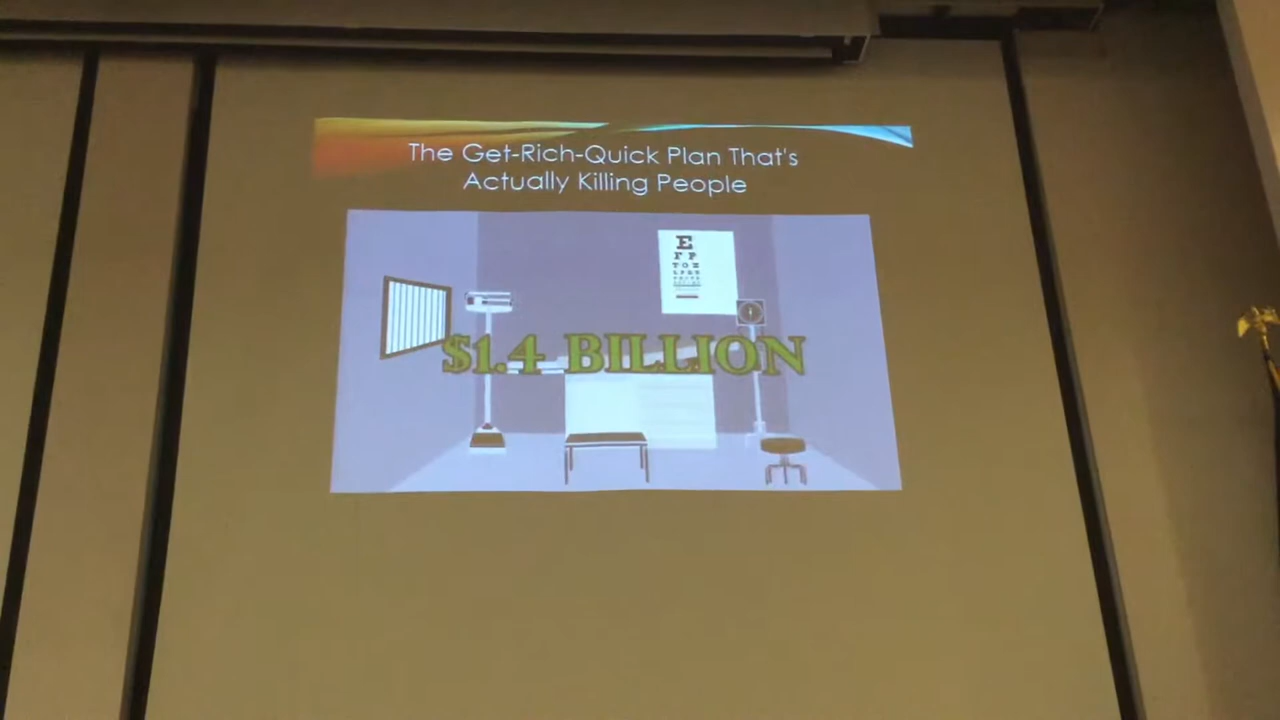 The Get-Rich-Quick Plan That's
Actually Killing People
E
F P
T O Z
$1.4 BILLION